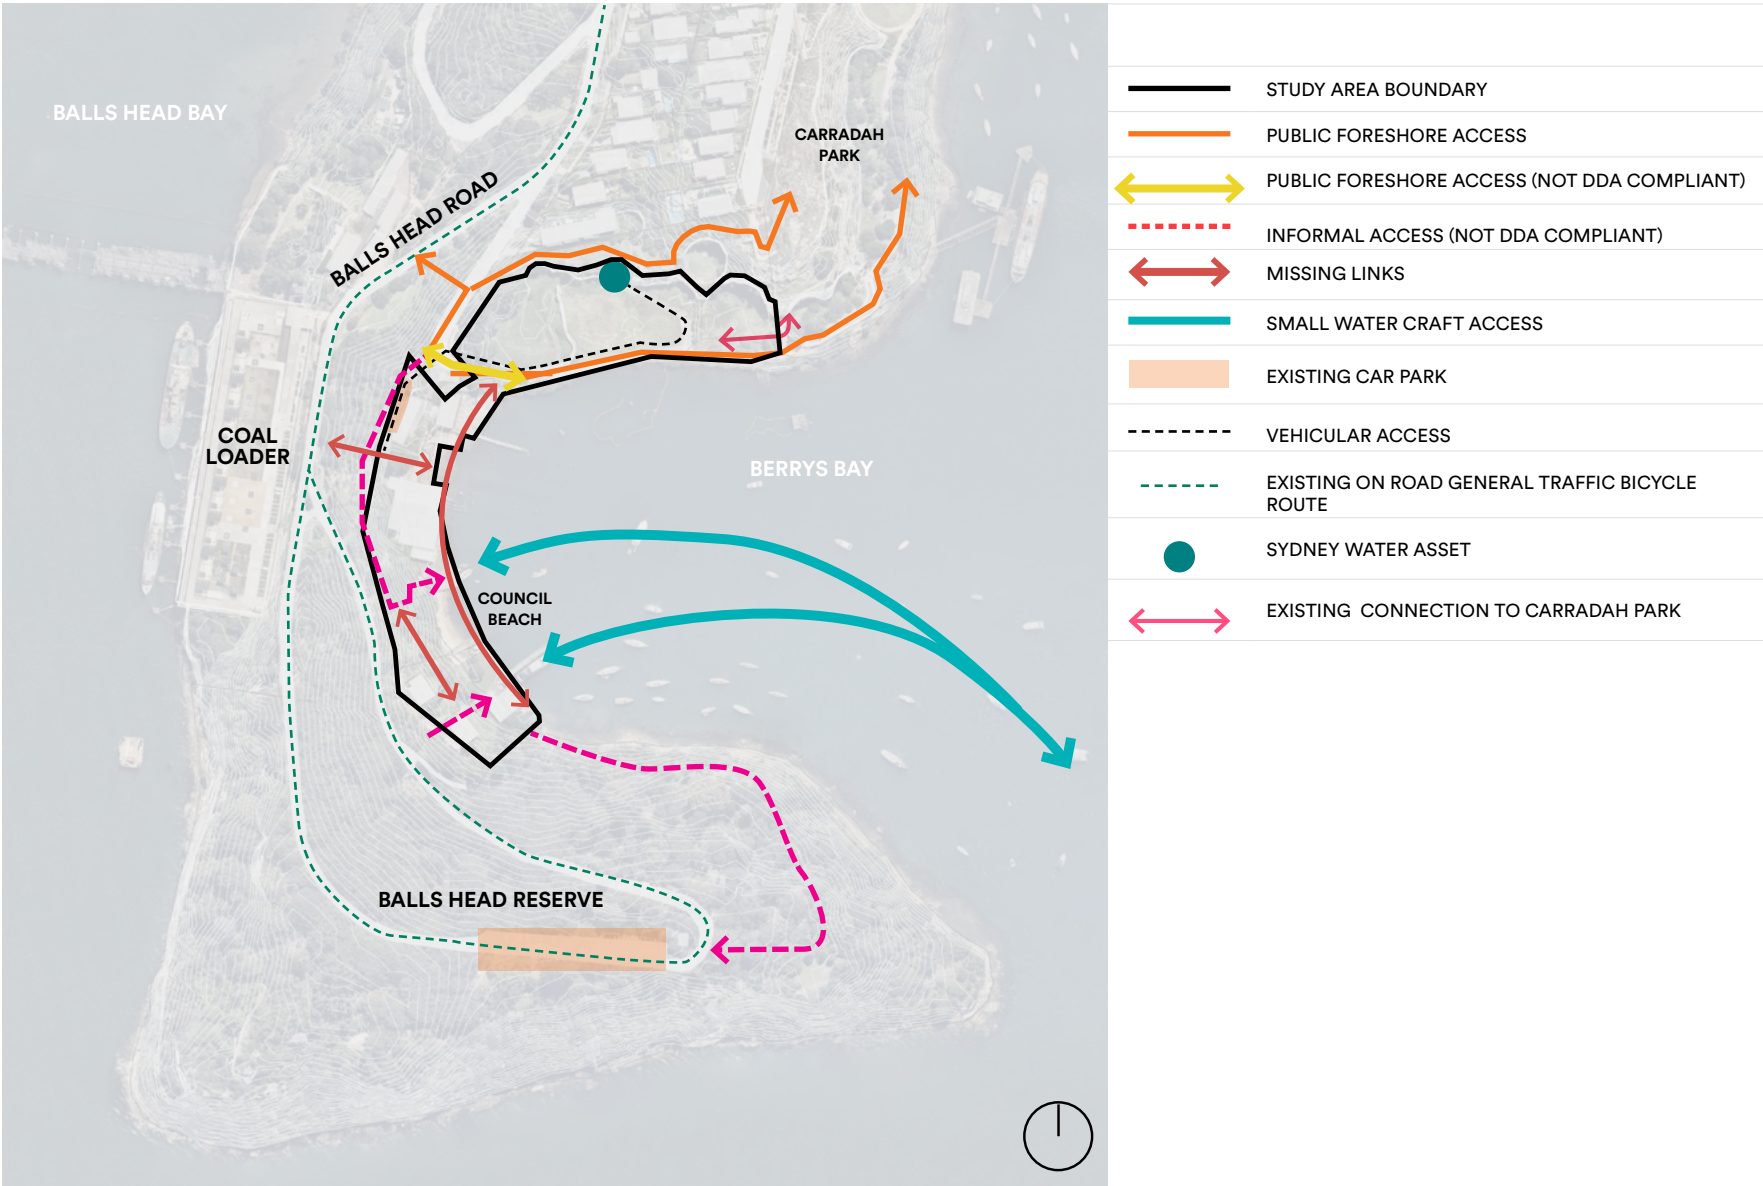 BALLS HEAD BAY
CARRADAH
PARK
BALLS HEAD ROAD
COAL
LOADER
BERRYS BAY
COUNCIL
BEACH
BALLS HEAD RESERVE
STUDY AREA BOUNDARY
PUBLIC FORESHORE ACCESS
PUBLIC FORESHORE ACCESS (NOT DDA COMPLIANT)
INFORMAL ACCESS (NOT DDA COMPLIANT)
MISSING LINKS
SMALL WATER CRAFT ACCESS
EXISTING CAR PARK
VEHICULAR ACCESS
EXISTING ON ROAD GENERAL TRAFFIC BICYCLE
ROUTE
SYDNEY WATER ASSET
EXISTING CONNECTION TO CARRADAH PARK